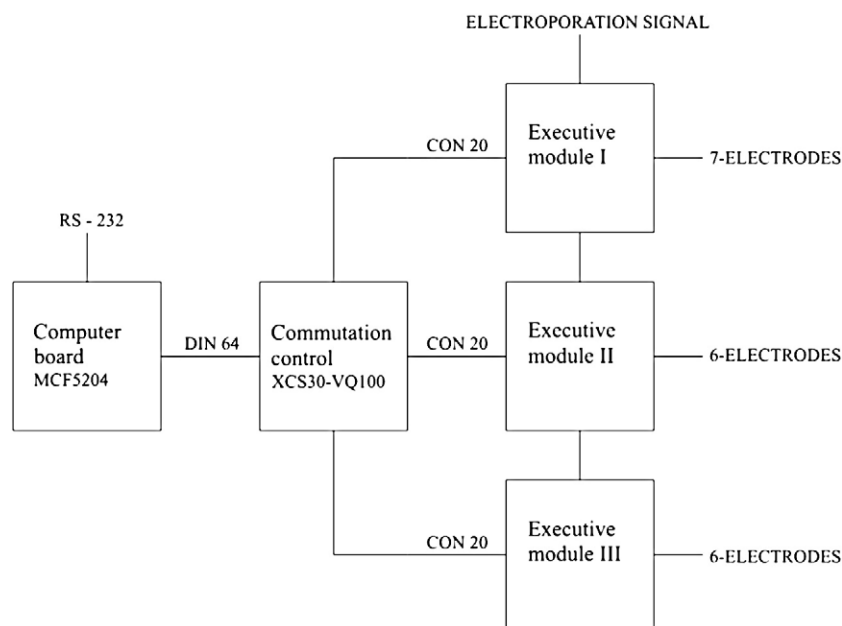 ELECTROPORATION SIGNAL
CON 20
Executive
module I
7-ELECTRODES
RS - 232
Computer
board
MCF5204
DIN 64
Commutation
control
XCS30-VQ100
CON 20
Executive
module II
6-ELECTRODES
CON 20
Executive
module III
6-ELECTRODES